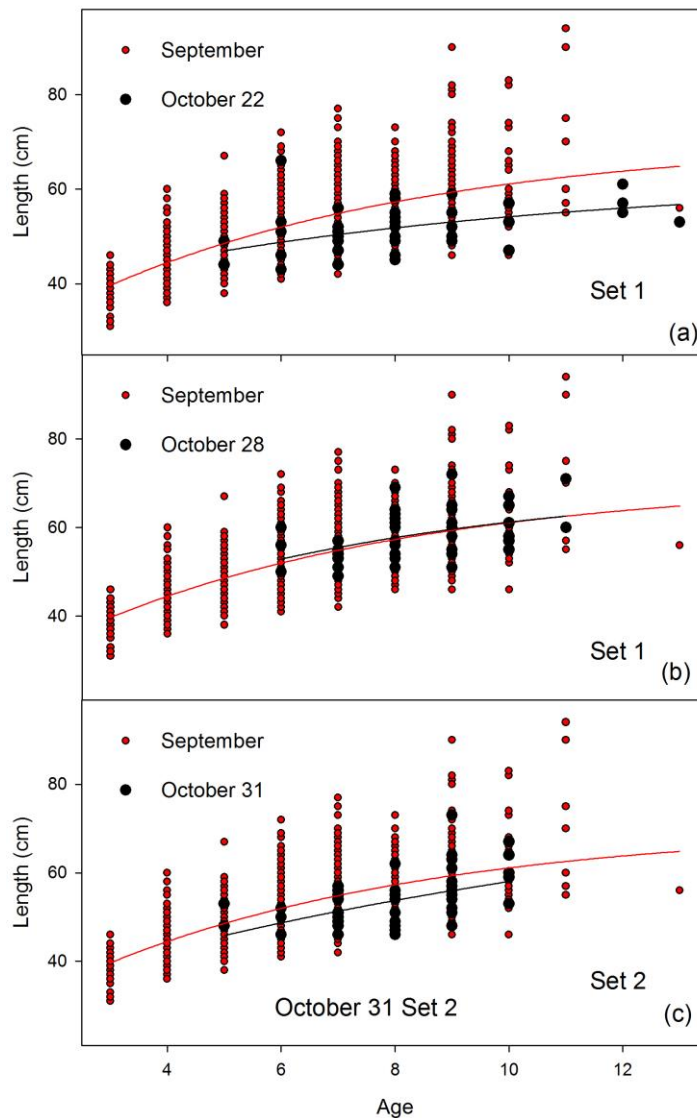 September
October 22
80
60
40
Length (cm)
Set 1
(a)
September
October 28
80
60
40
Length (cm)
Set 1
(b)
September
October 31
80
60
40
Length (cm)
Set 2
October 31 Set 2
(c)
4 6 8 10 12
Age